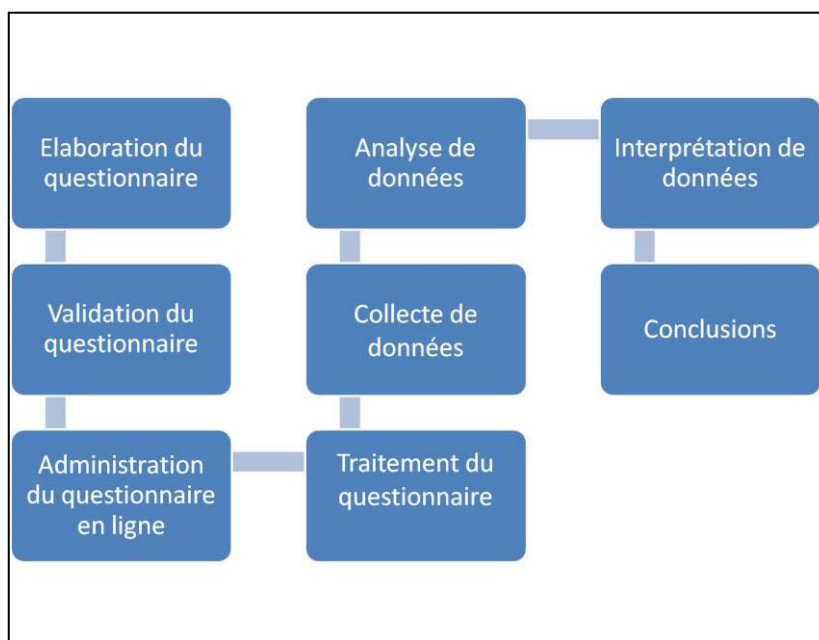 Elaboration du
questionnaire
Validation du
questionnaire
Administration
du questionnaire
en ligne
Traitement du
questionnaire
Collecte de
données
Analyse de
données
Interprétation de
données
Conclusions